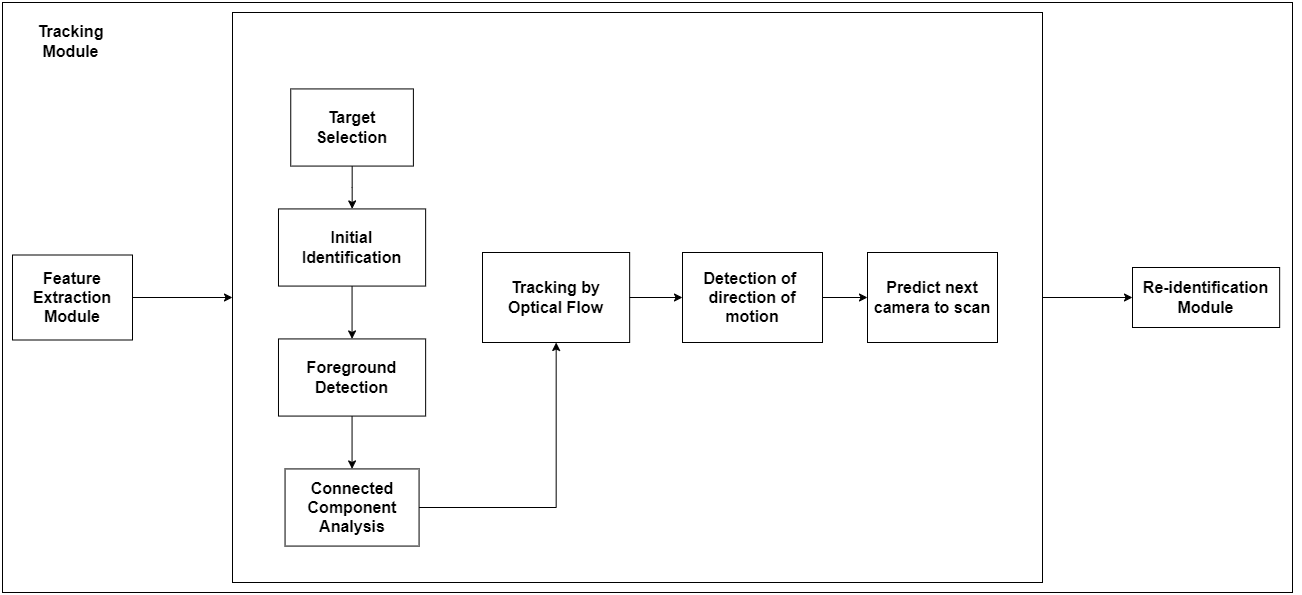 Tracking
Module
Target
Selection
Initial
Identification
Foreground
Detection
Connected
Component
Analysis
Feature
Extraction
Module
Tracking by
Optical Flow
Detection of
direction of
motion
Predict next
camera to scan
Re-identification
Module